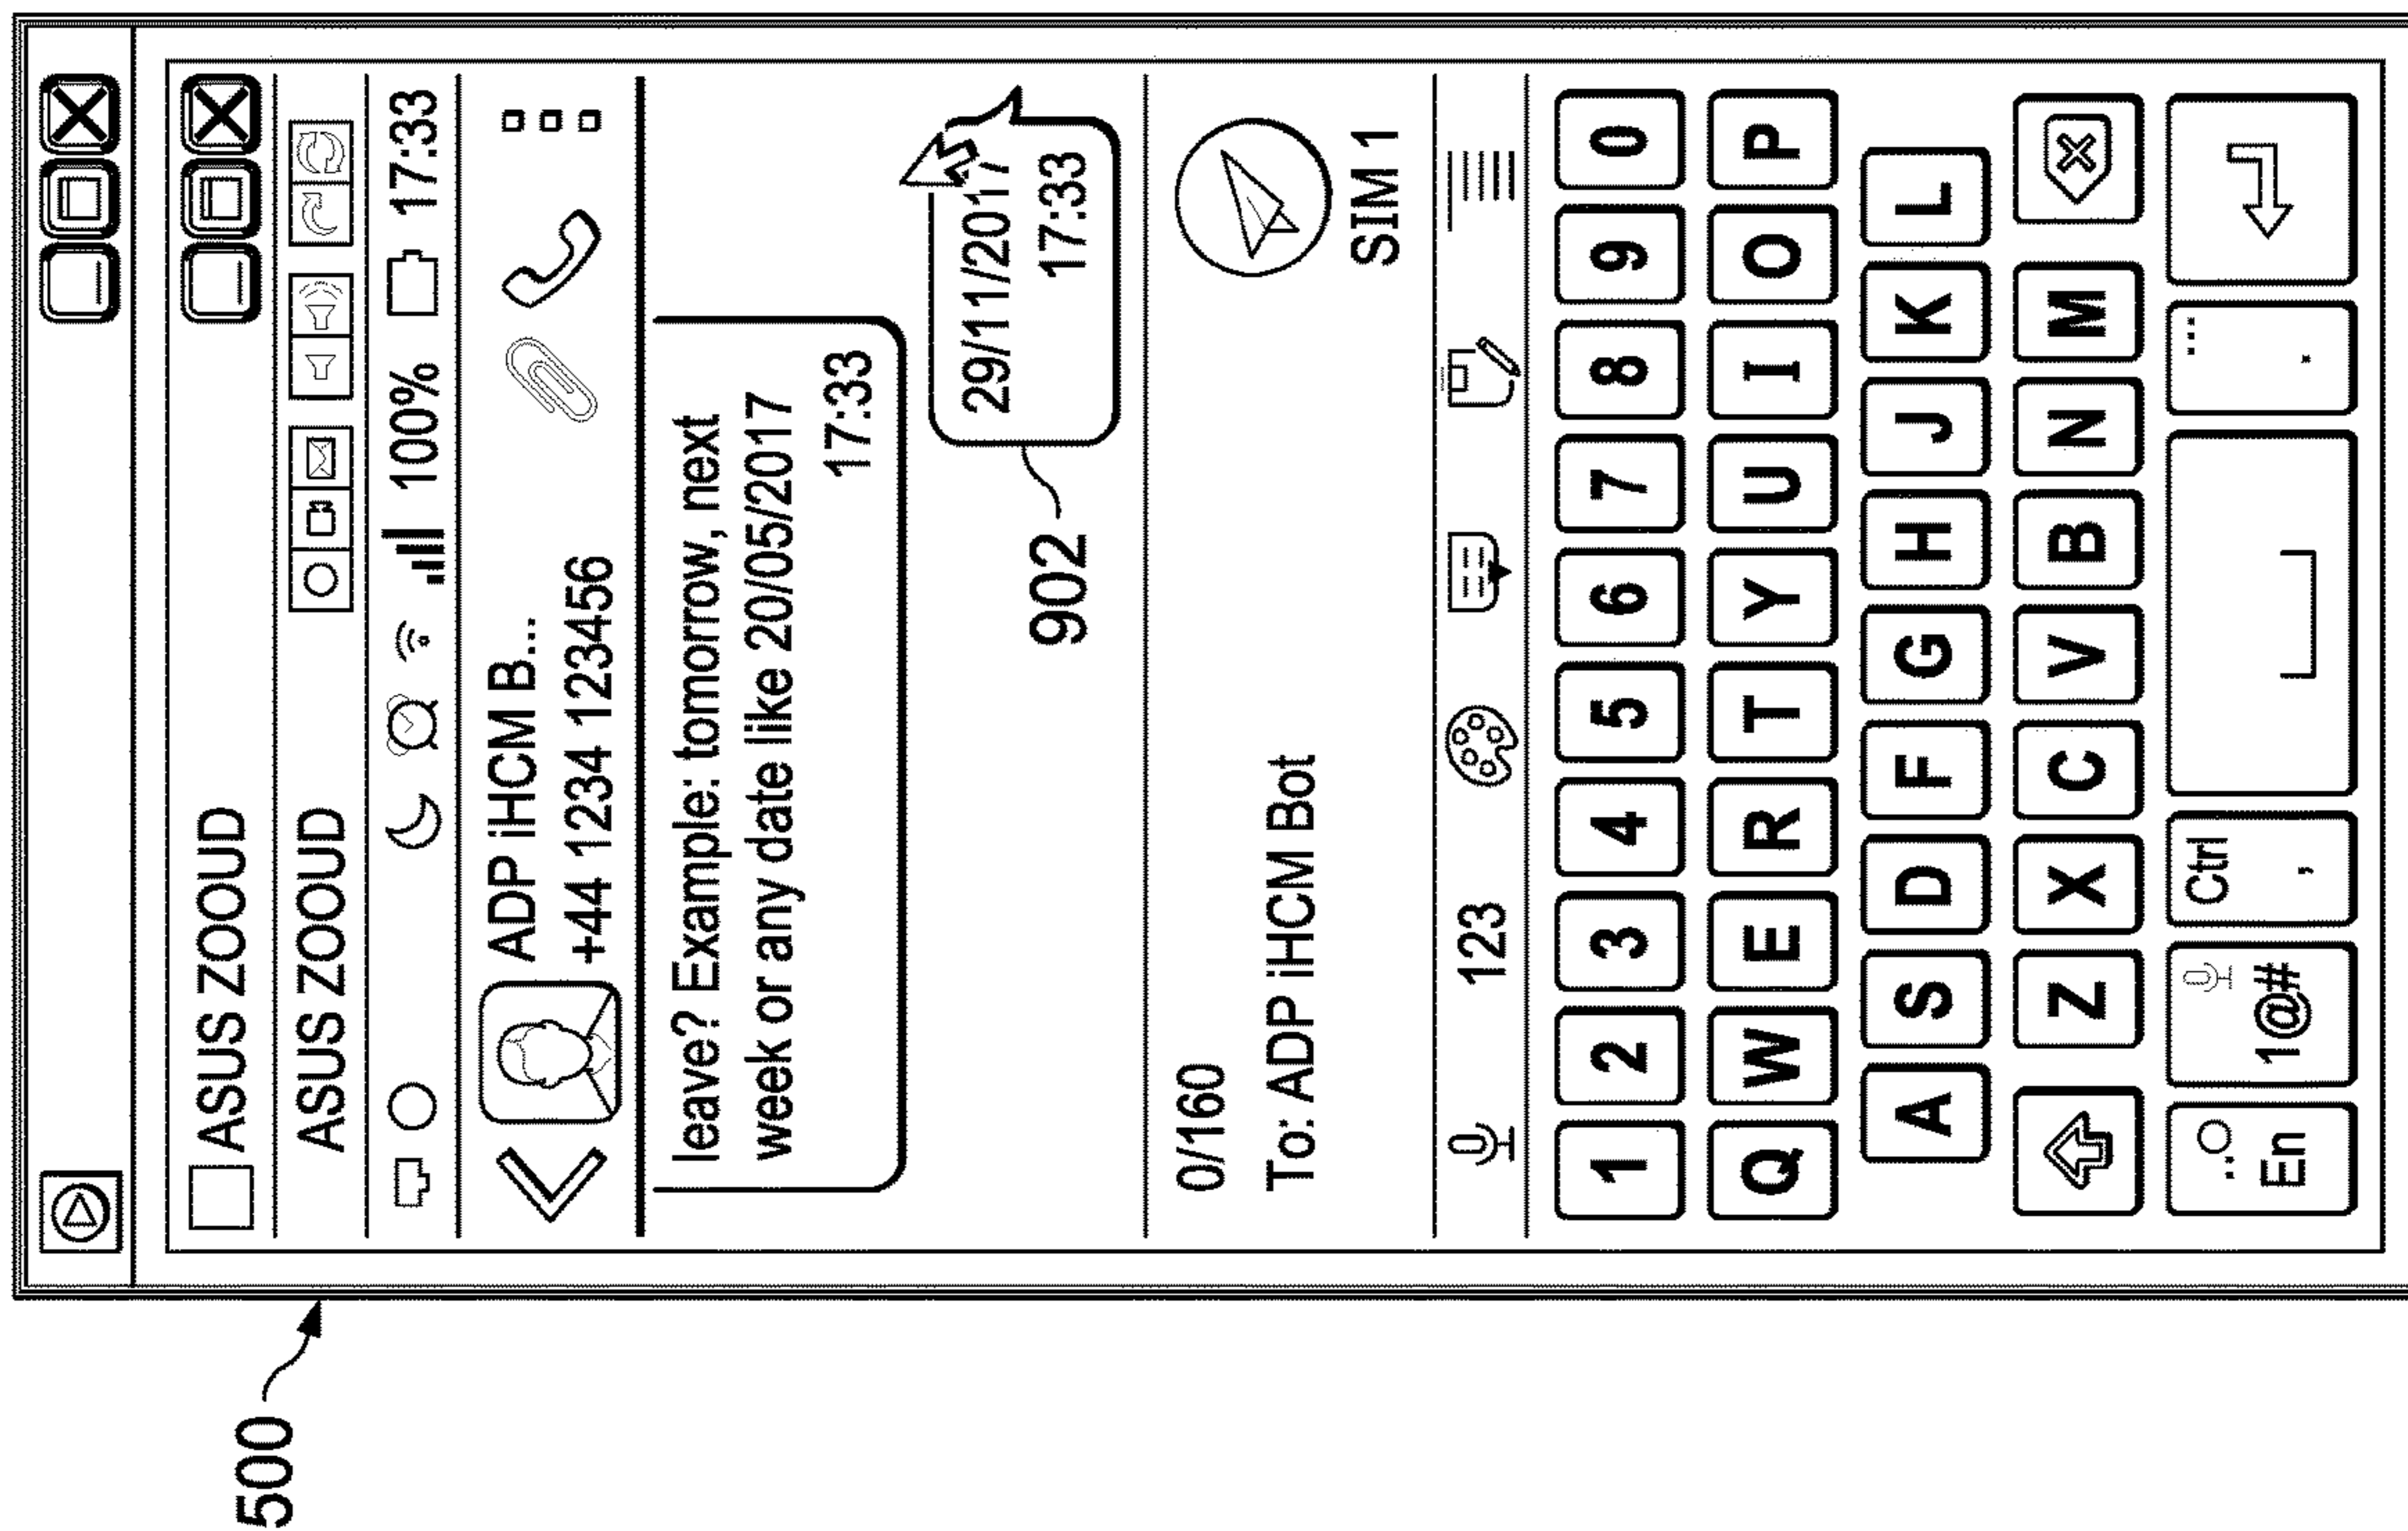 500
ASUS ZOOUD
ASUS ZOOUD
100% 17:33
ADP iHCM B...
+44 1234 123456
leave? Example: tomorrow, next
week or any date like 20/05/2017
17:33
29/11/2017
17:33
902
0/160
To: ADP iHCM Bot
SIM 1
123
1 2 3 4 5 6 7 8 9 0
Q W E R T Y U I O P
A S D F G H J K L
Z X C V B N M
En 1@# Ctrl , ... .